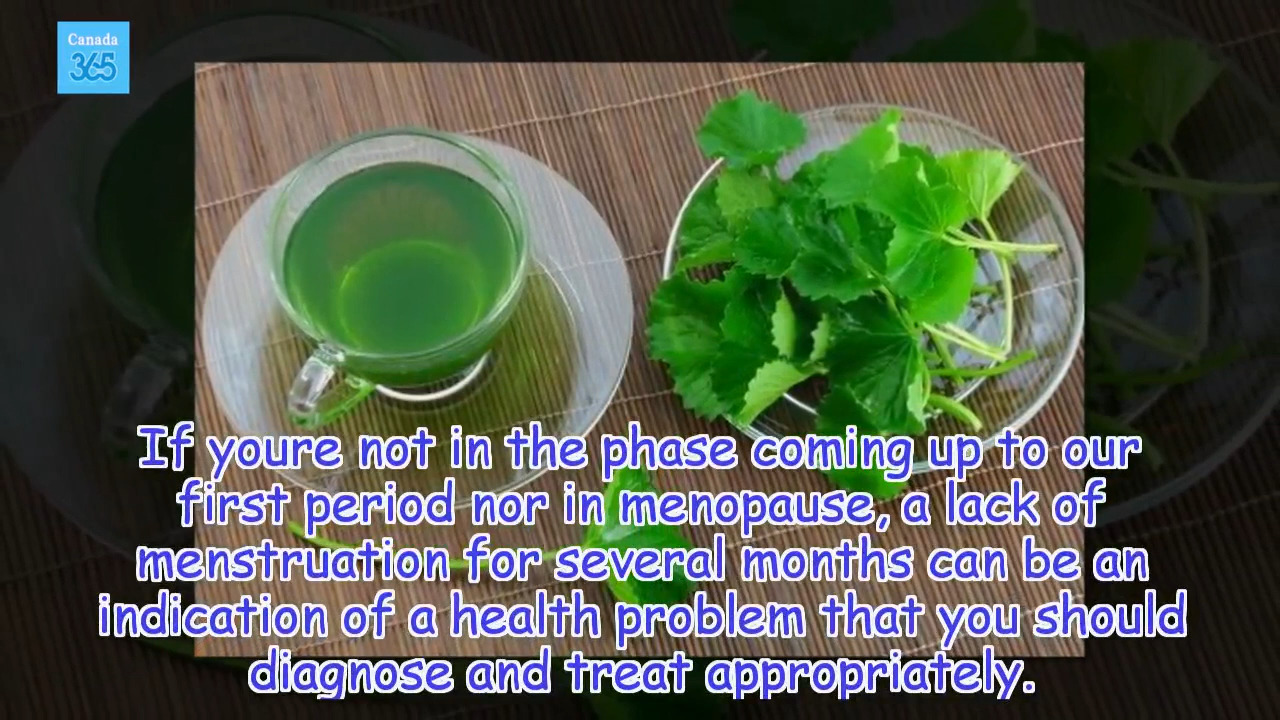 Canada
365
If youre not in the phase coming up to our
first period nor in menopause, a lack of
menstruation for several months can be an
indication of a health problem that you should
diagnose and treat appropriately.